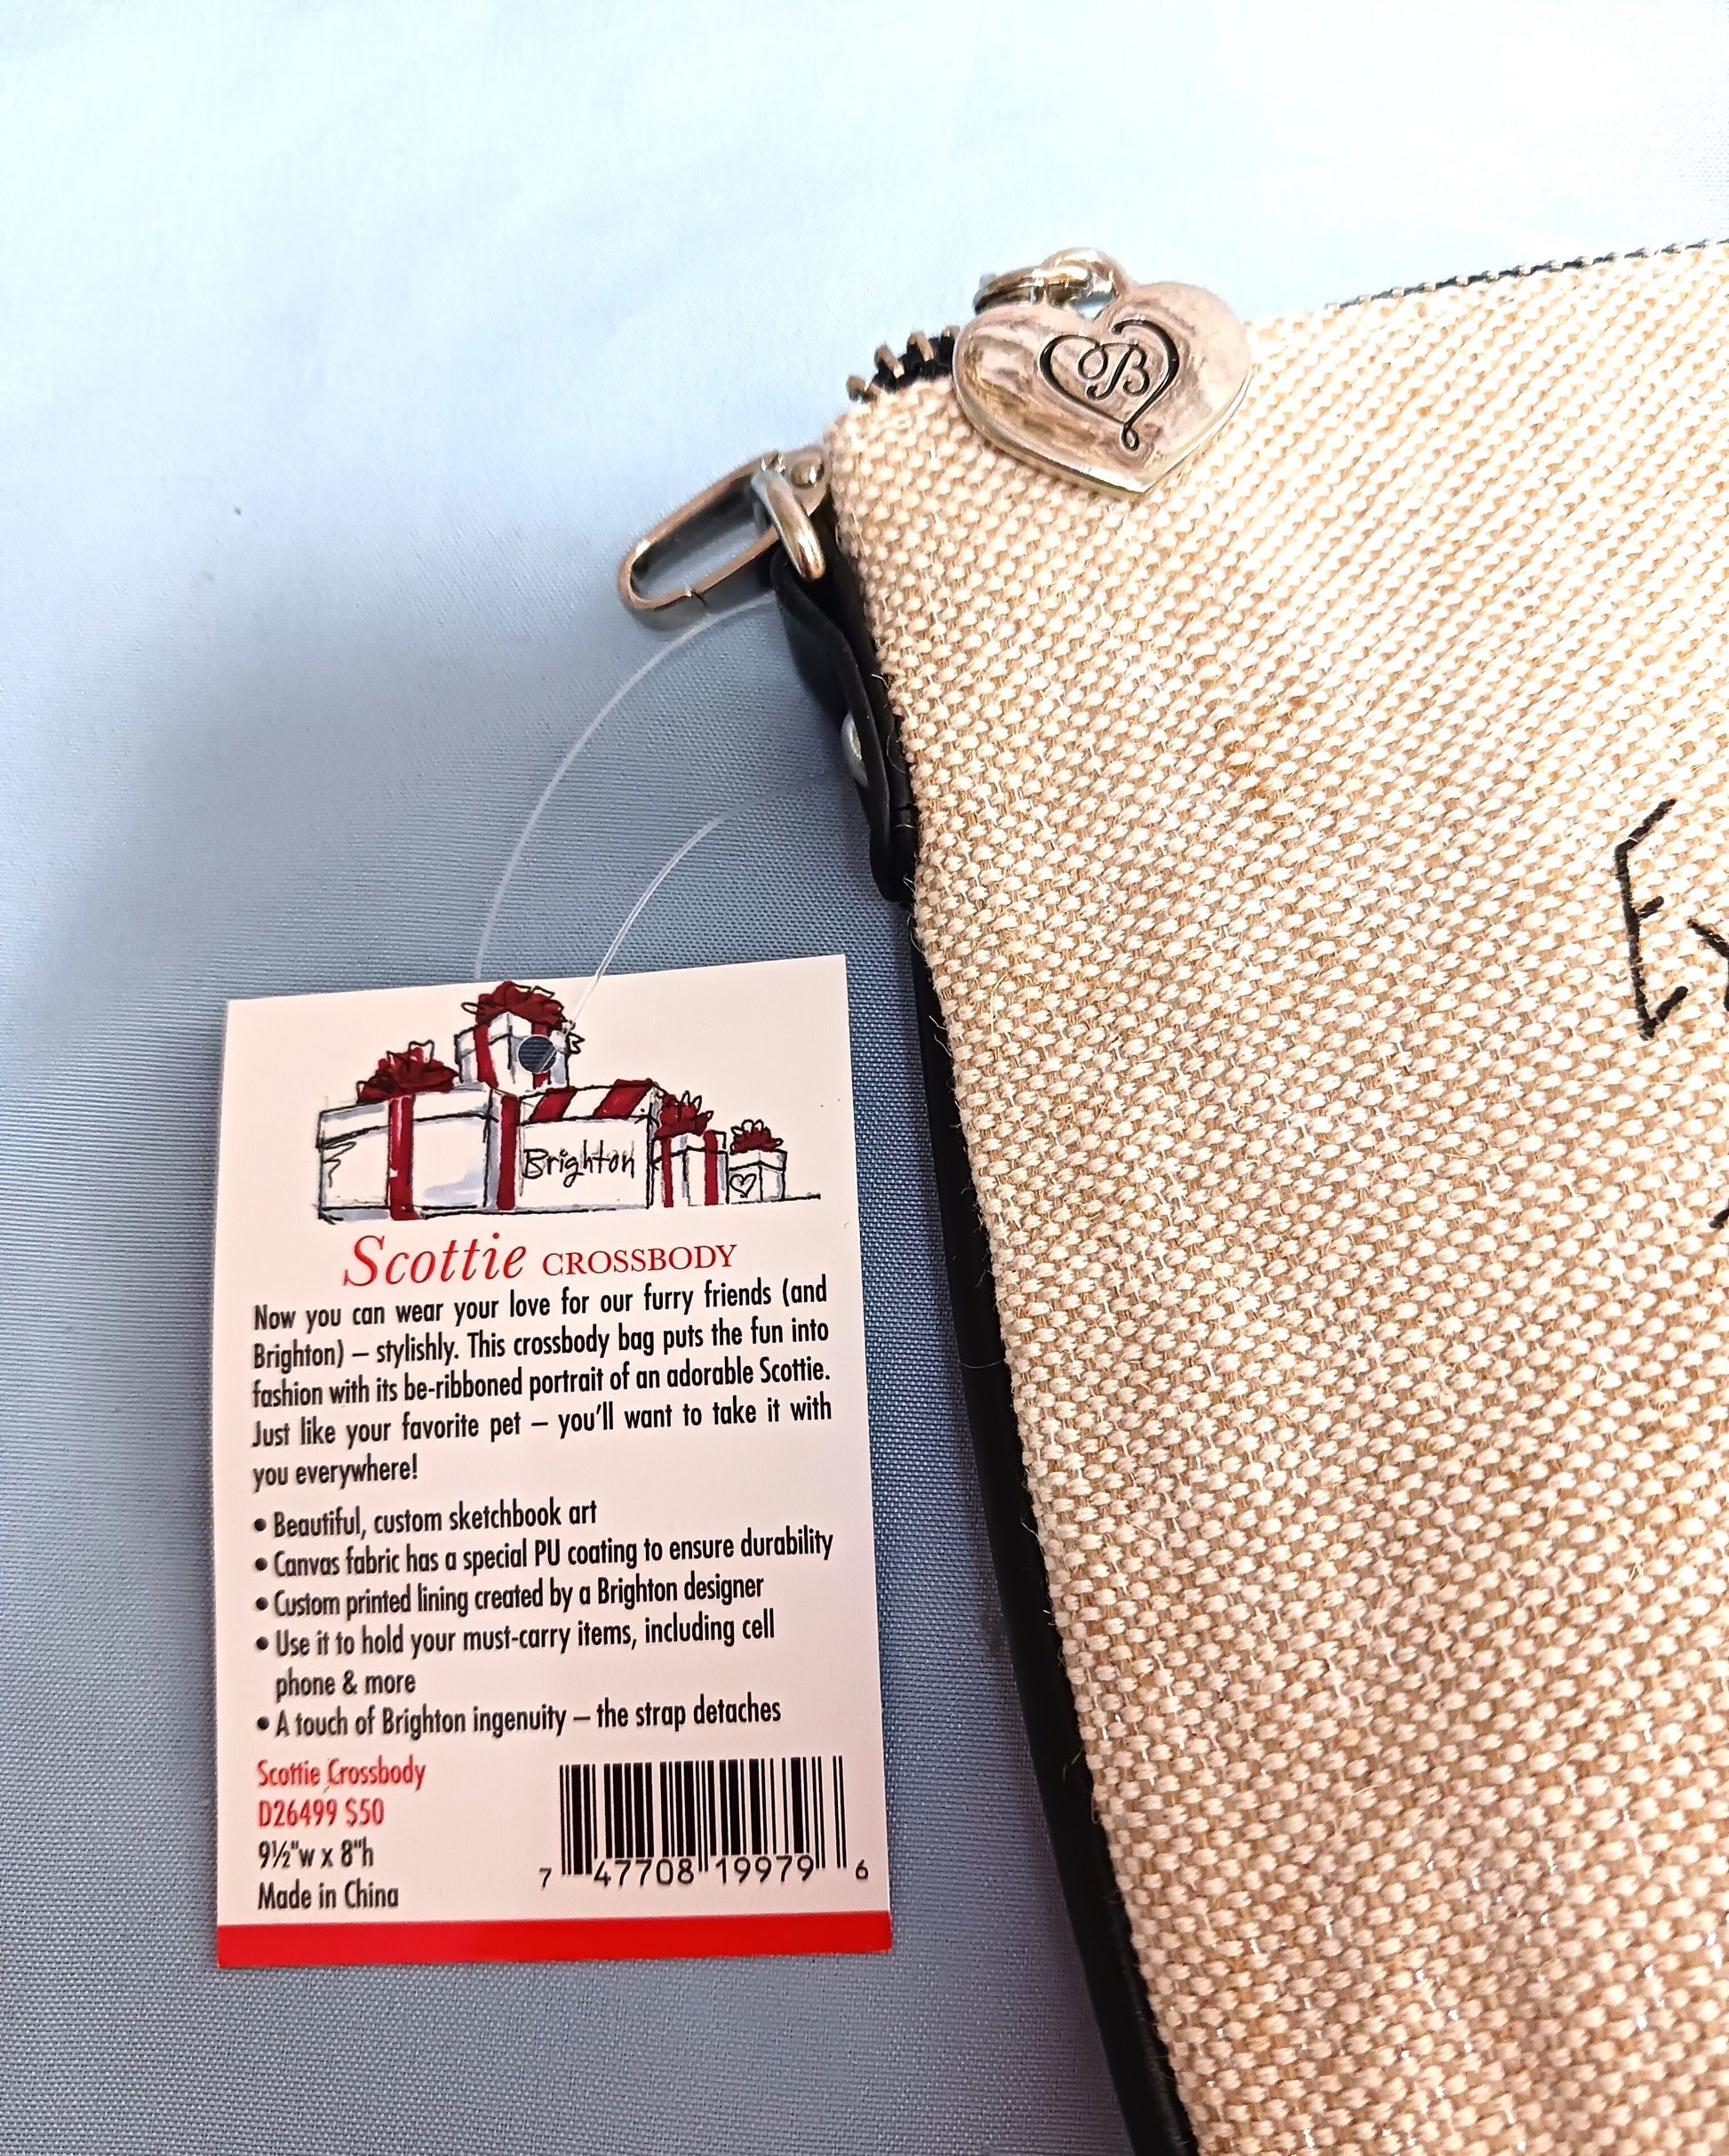 B
E
B
Brighton
Scottie CROSSBODY
Now you can wear your love for our furry friends (and
Brighton) – stylishly. This crossbody bag puts the fun into
fashion with its be-ribboned portrait of an adorable Scottie.
Just like your favorite pet – you'll want to take it with
you everywhere!
• Beautiful, custom sketchbook art
• Canvas fabric has a special PU coating to ensure durability
• Custom printed lining created by a Brighton designer
• Use it to hold your must-carry items, including cell
phone & more
• A touch of Brighton ingenuity – the strap detaches
Scottie Crossbody
D26499 $50
9½"w x 8"h
Made in China
7 47708 19979 6